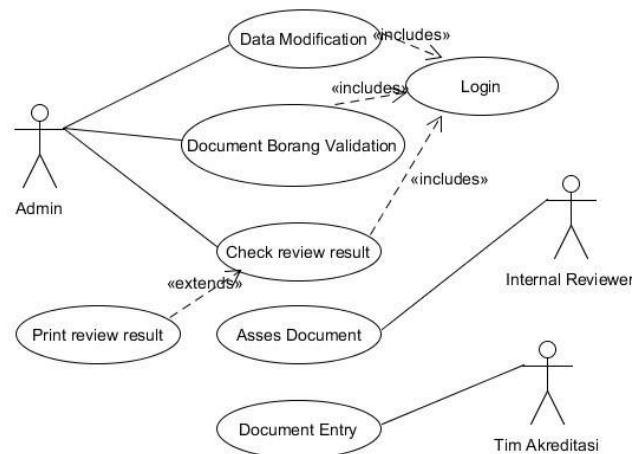 Data Modification
«includes»
«includes»
Login
Document Borang Validation
Admin
«includes»
Check review result
«extends»
Internal Reviewer
Print review result
Asses Document
Document Entry
Tim Akreditasi